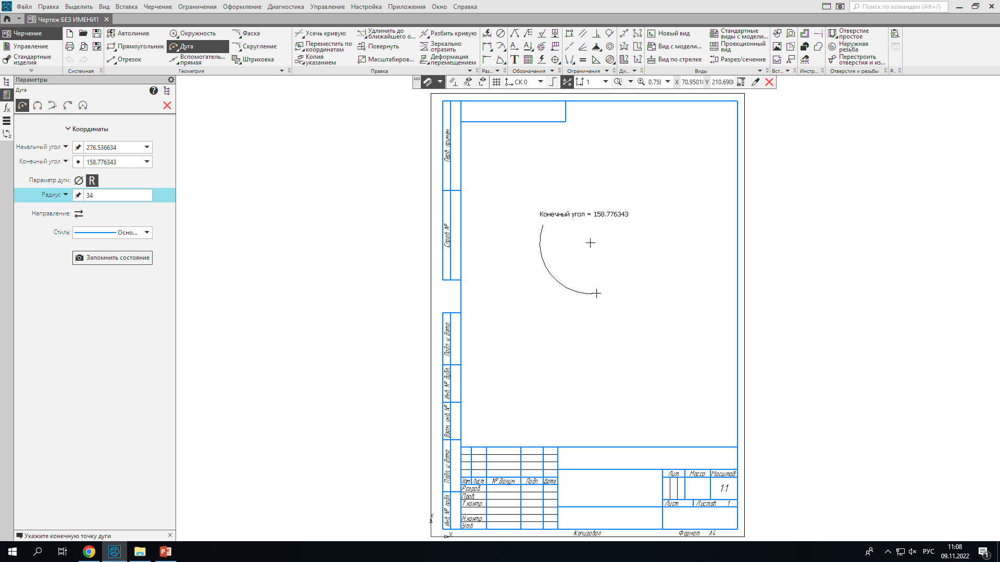 Файл Правка Выделить Вид Вставка Черчение Ограничения Оформление Диагностика Управление Настройка Приложения Окно Справка
Поиск по командам (Alt+/)
Чертеж БЕЗ ИМЕНИ1
Черчение
Управление
Стандартные изделия
Системная
Автолиния
Прямоугольник
Отрезок
Окружность
Дуга
Вспомогатель... прямая
Фаска
Скругление
Штриховка
Геометрия
Усечь кривую
Переместить по координатам
Копия указанием
Удлинить до ближайшего о...
Повернуть
Масштабиров...
Разбить кривую
Зеркально отразить
Деформация перемещением
Правка
Раз...
Обозначения
Ограничения
Ди...
Новый вид
Вид с модели...
Вид по стрелке
Стандартные виды с модели...
Проекционный вид
Разрез/сечение
Виды
Вст...
Инстр...
Отверстие простое
Наружная резьба
Перестроить отверстия и из...
Отверстия и резьбы
Р...
Параметры
Дуга
СК 0
1
0.758
X 70.95010
Y 210.6900
Координаты
Начальный угол 276.536634
Конечный угол 158.776343
Параметр дуги: R
Радиус 34
Направление:
Стиль: Осно...
Запомнить состояние
Укажите конечную точку дуги
Конечный угол = 158.776343
Перв. примен.
Справ. №
Подп. и дата
Инв. № дубл.
Взам. инв. №
Подп. и дата
Инв. № подл.
Изм Лист № докум. Подп. Дата
Разраб.
Пров.
Т.контр.
Н.контр.
Утв.
Лит. Масса Масштаб
1:1
Лист Листов 1
Копировал Формат A4
Y
X
РУС
11:08
09.11.2022
1